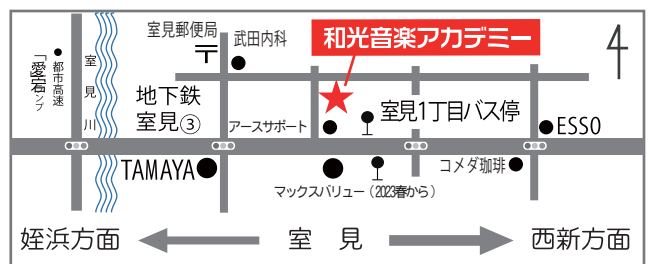 室見郵便局
〒
武田内科
和光音楽アカデミー
「愛宕」ランプ
都市高速
室見川
地下鉄
室見③
アースサポート
室見1丁目バス停
ESSO
TAMAYA
マックスバリュー（2023春から）
コメダ珈琲
姪浜方面
室見
西新方面